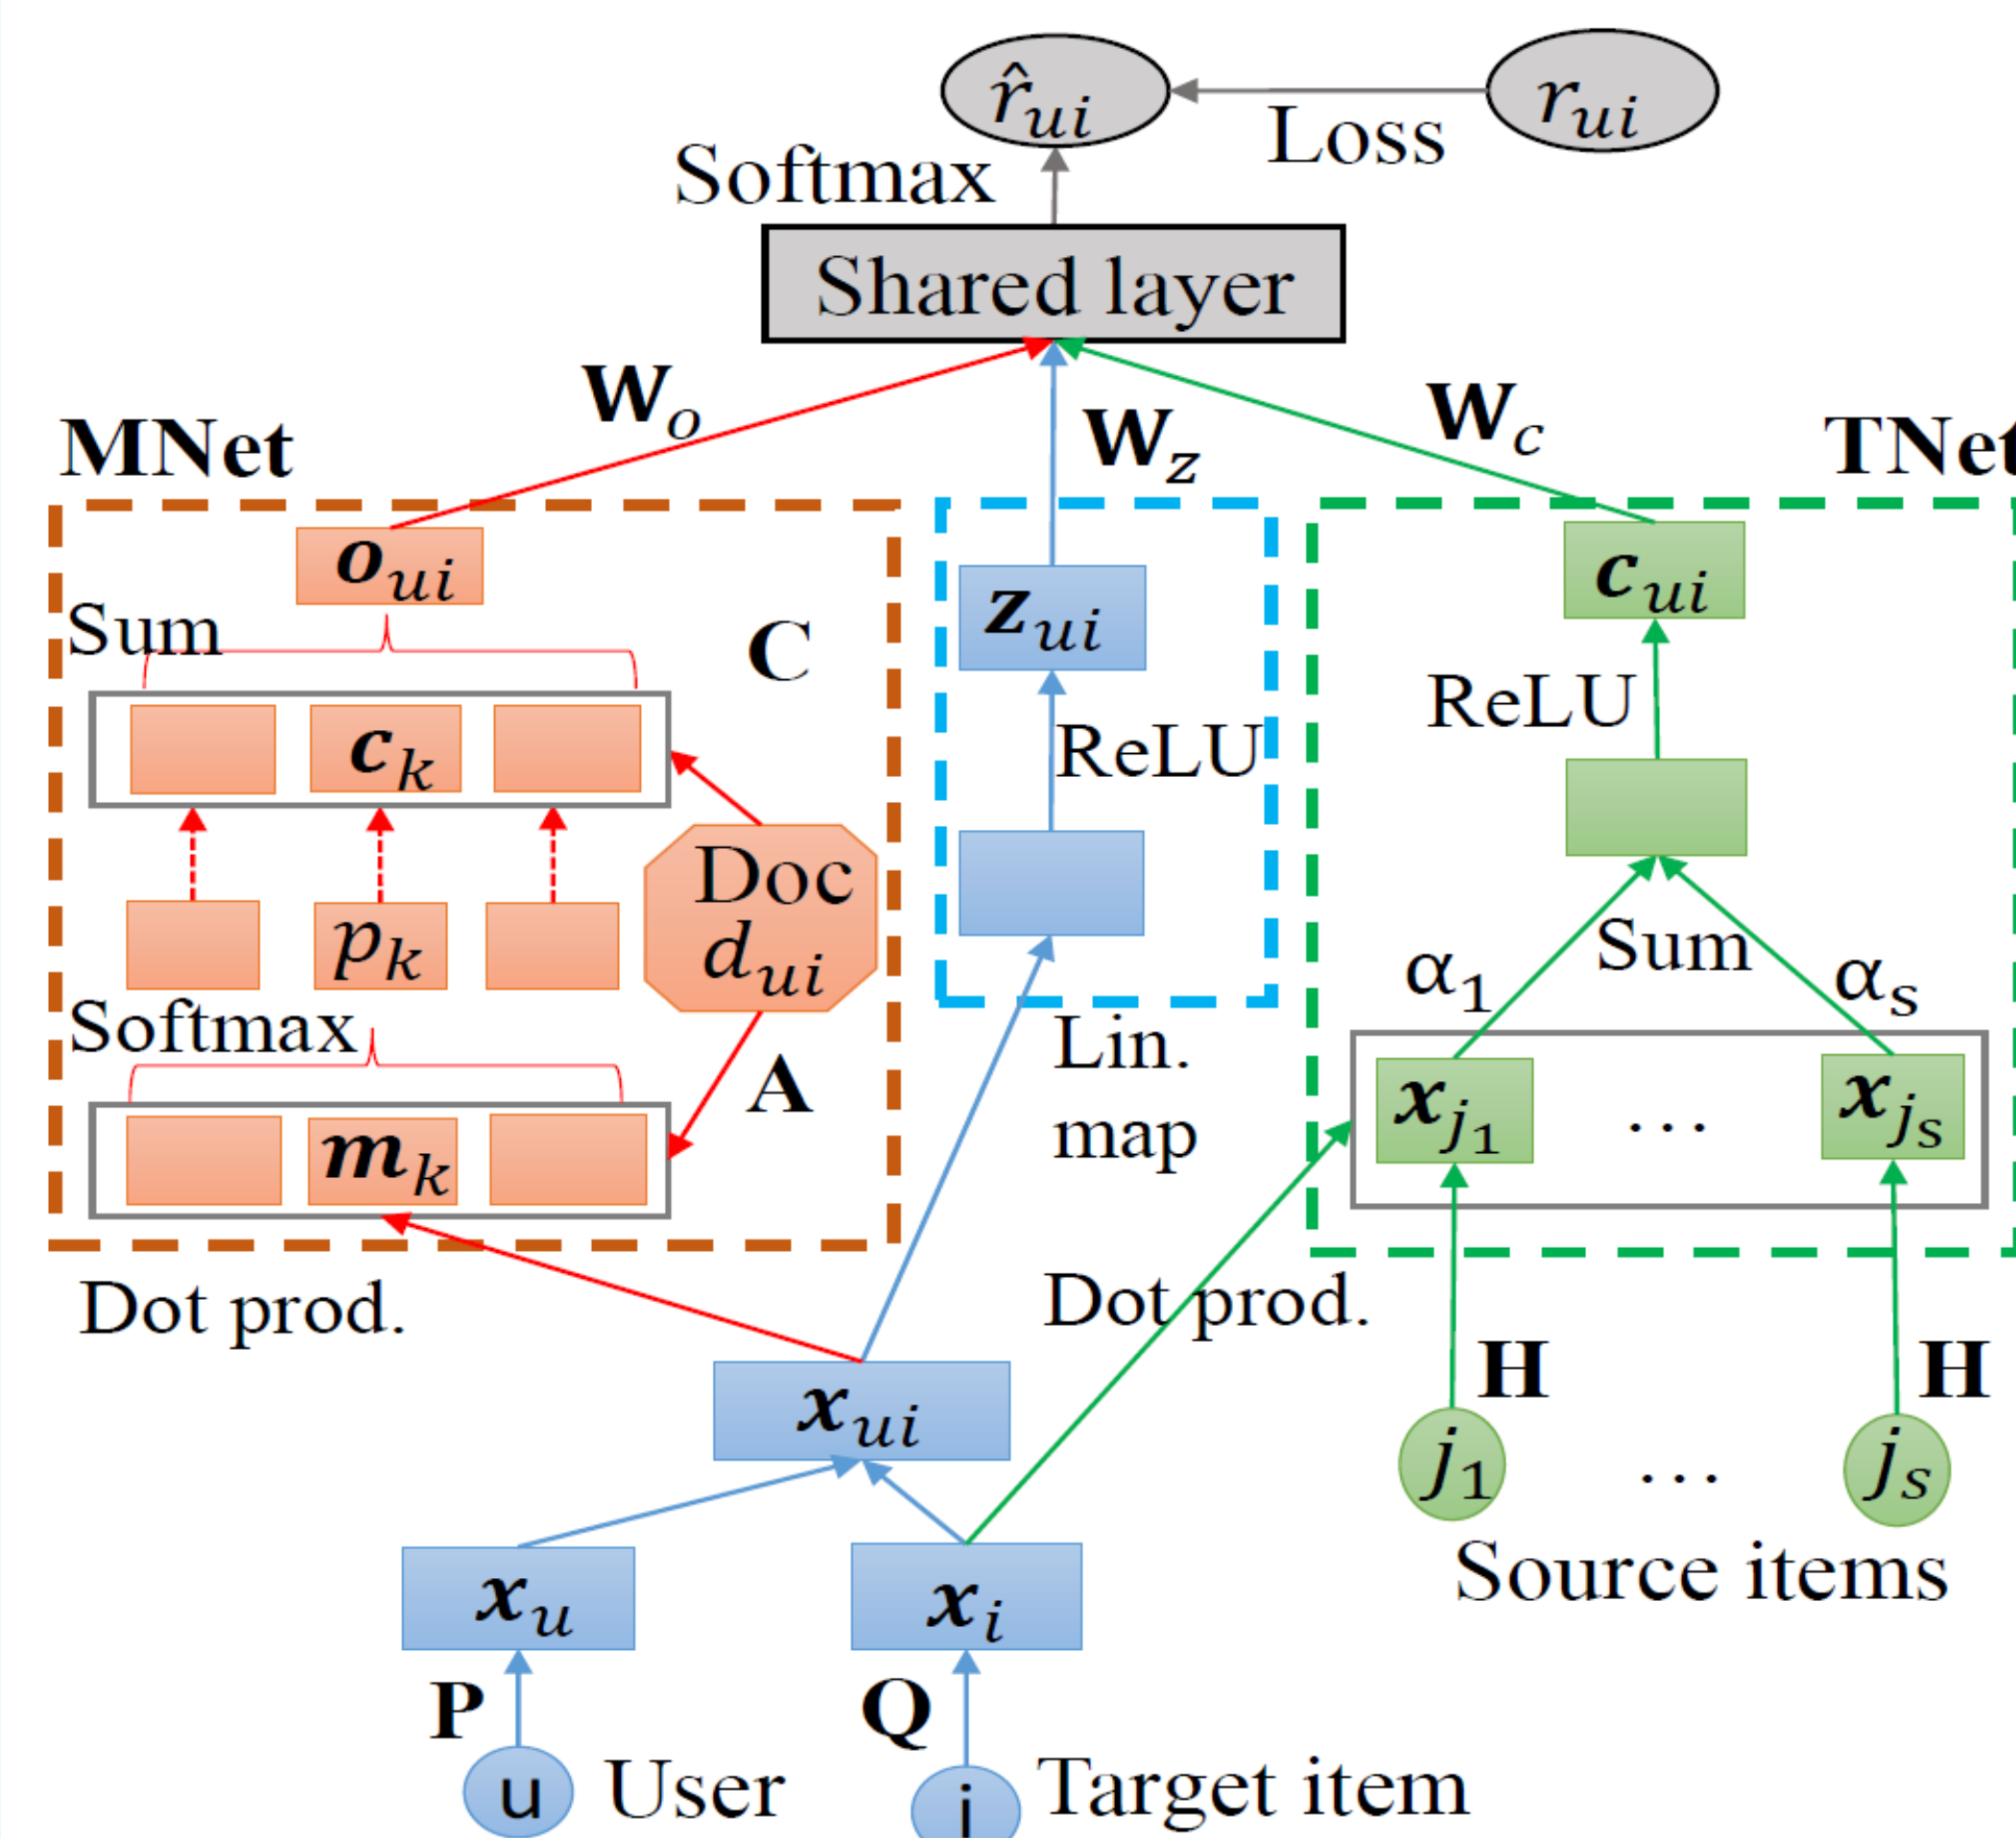 r̂ui
rui
Loss
Softmax
Shared layer
Wo
Wz
Wc
MNet
TNet
oui
Sum
C
ck
pk
Doc
dui
Softmax
A
mk
Dot prod.
zui
ReLU
Lin.
map
cui
ReLU
Sum
α1
αs
xj1
...
xjs
Dot prod.
H
H
j1
...
js
Source items
xui
xu
xi
P
Q
u
User
i
Target item